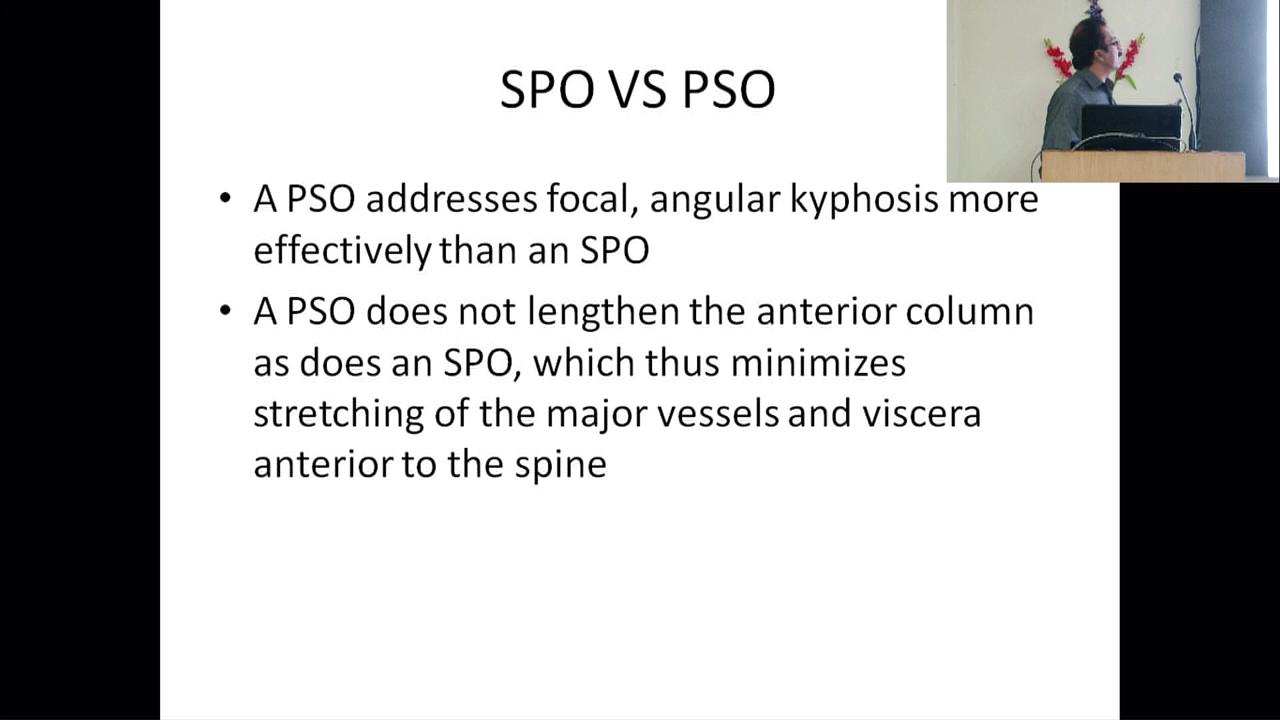 SPO VS PSO
• A PSO addresses focal, angular kyphosis more
effectively than an SPO
• A PSO does not lengthen the anterior column
as does an SPO, which thus minimizes
stretching of the major vessels and viscera
anterior to the spine